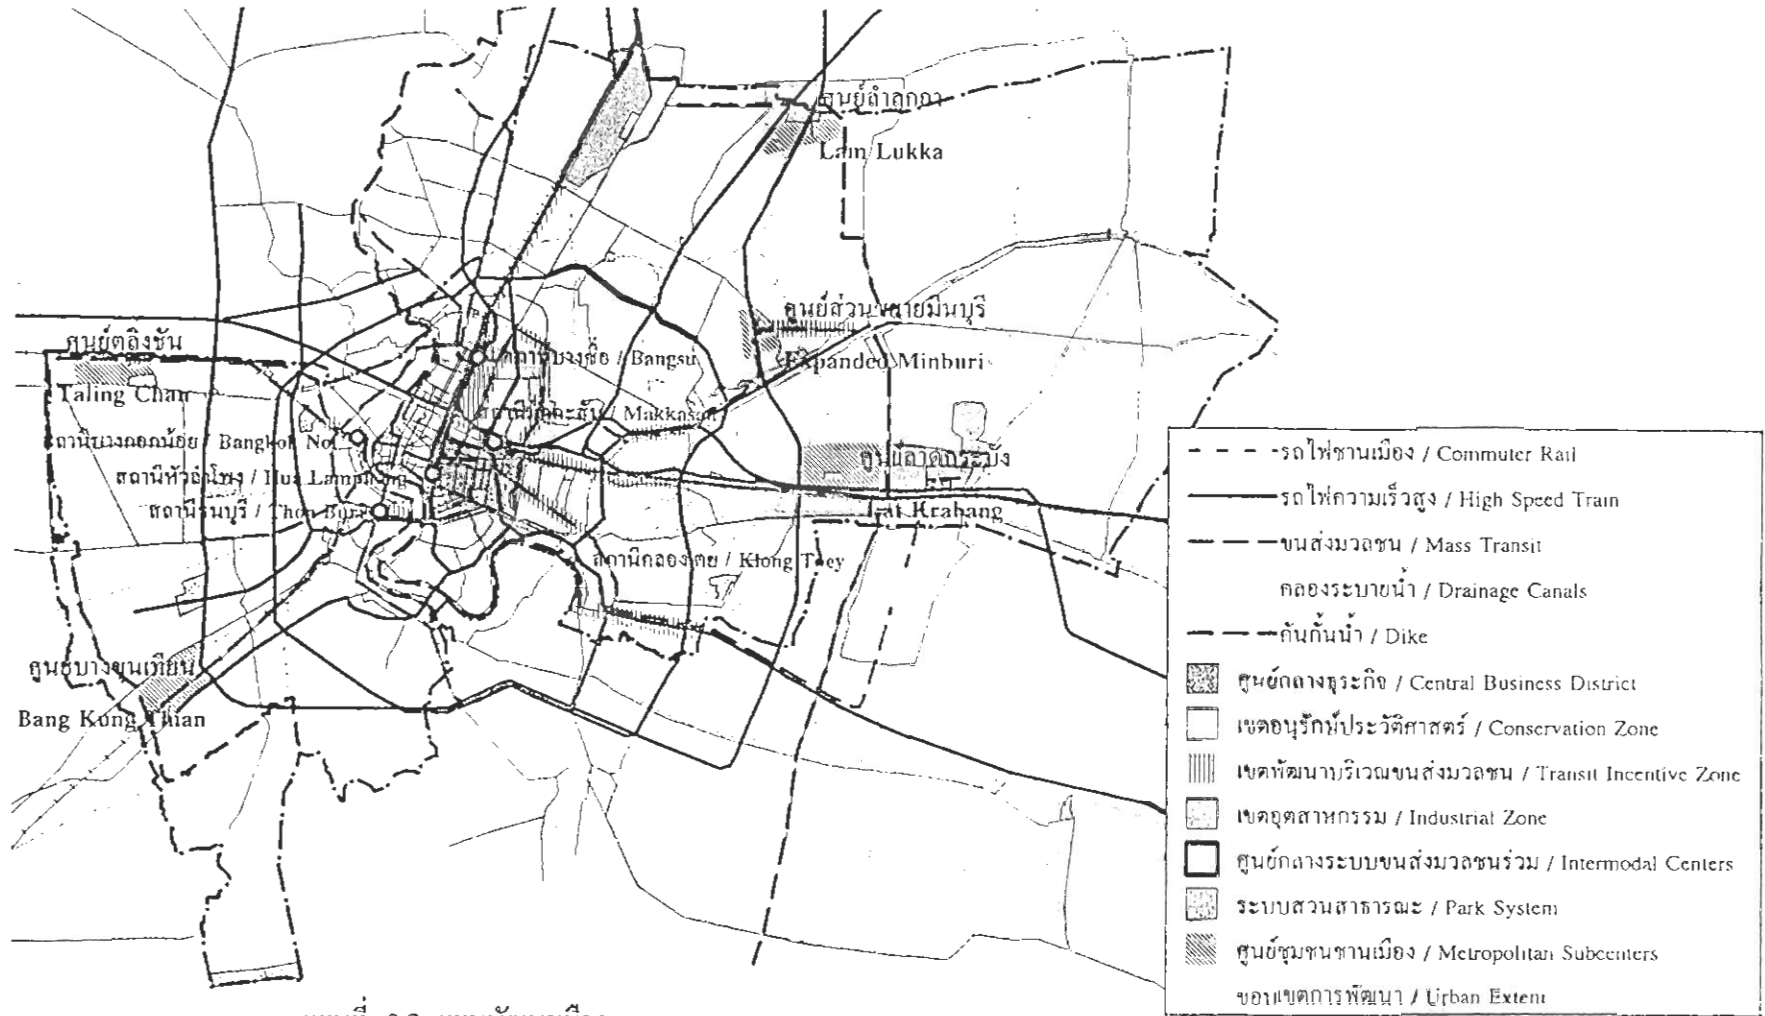 ศูนย์ลำลูกกา
Lam Lukka
ศูนย์ส่วนขยายมีนบุรี
Expanded Minburi
ศูนย์ตลิ่งชัน
Taling Chan
สถานีบางซื่อ / Bangsu
สถานีมักกะสัน / Makkasan
สถานีบางกอกน้อย / Bangkok Noi
สถานีหัวลำโพง / Hua Lamphong
สถานีธนบุรี / Thon Buri
ศูนย์ลาดกระบัง
Lat Krabang
สถานีคลองเตย / Klong Toey
ศูนย์บางขุนเทียน
Bang Kung Thian
รถไฟชานเมือง / Commuter Rail
รถไฟความเร็วสูง / High Speed Train
ขนส่งมวลชน / Mass Transit
คลองระบายน้ำ / Drainage Canals
คันกั้นน้ำ / Dike
ศูนย์กลางธุระกิจ / Central Business District
เขตอนุรักษ์ประวัติศาสตร์ / Conservation Zone
เขตพัฒนาบริเวณขนส่งมวลชน / Transit Incentive Zone
เขตอุตสาหกรรม / Industrial Zone
ศูนย์กลางระบบขนส่งมวลชนร่วม / Intermodal Centers
ระบบสวนสาธารณะ / Park System
ศูนย์ชุมชนชานเมือง / Metropolitan Subcenters
ขอบเขตการพัฒนา / Urban Extent